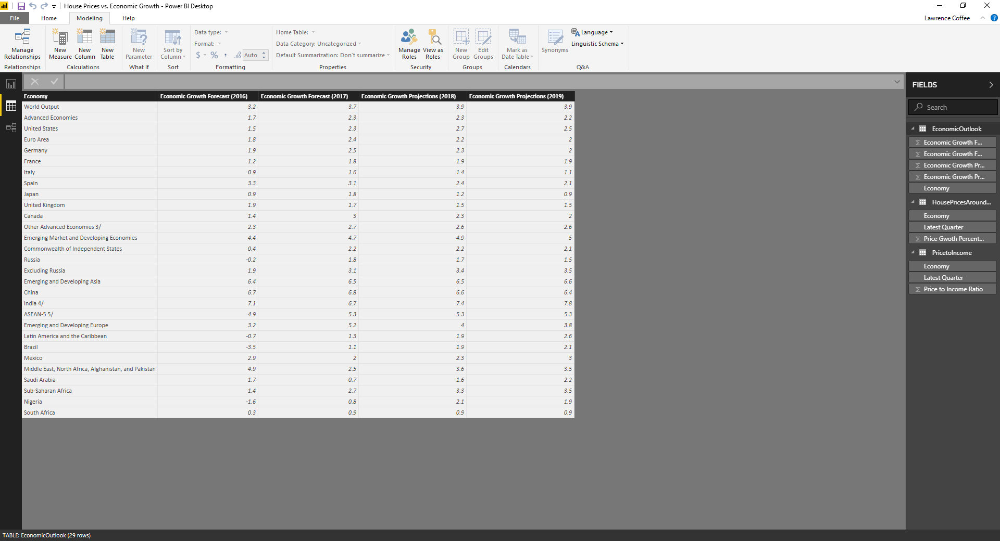 House Prices vs. Economic Growth - Power BI Desktop
File Home Modeling Help Lawrence Coffee ?
Manage Relationships
Relationships
New Measure New Column New Table
Calculations
New Parameter
What If
Sort by Column
Sort
Data type:
Format:
$ % , .00 Auto
Formatting
Home Table:
Data Category: Uncategorized
Default Summarization: Don't summarize
Properties
Manage Roles View as Roles
Security
New Group Edit Groups
Groups
Mark as Date Table
Calendars
Synonyms
Language
Linguistic Schema
Q&A
Economy Economic Growth Forecast (2016) Economic Growth Forecast (2017) Economic Growth Projections (2018) Economic Growth Projections (2019)
World Output 3.2 3.7 3.9 3.9
Advanced Economies 1.7 2.3 2.3 2.2
United States 1.5 2.3 2.7 2.5
Euro Area 1.8 2.4 2.2 2
Germany 1.9 2.5 2.3 2
France 1.2 1.8 1.9 1.9
Italy 0.9 1.6 1.4 1.1
Spain 3.3 3.1 2.4 2.1
Japan 0.9 1.8 1.2 0.9
United Kingdom 1.9 1.7 1.5 1.5
Canada 1.4 3 2.3 2
Other Advanced Economies 3/ 2.3 2.7 2.6 2.6
Emerging Market and Developing Economies 4.4 4.7 4.9 5
Commonwealth of Independent States 0.4 2.2 2.2 2.1
Russia -0.2 1.8 1.7 1.5
Excluding Russia 1.9 3.1 3.4 3.5
Emerging and Developing Asia 6.4 6.5 6.5 6.6
China 6.7 6.8 6.6 6.4
India 4/ 7.1 6.7 7.4 7.8
ASEAN-5 5/ 4.9 5.3 5.3 5.3
Emerging and Developing Europe 3.2 5.2 4 3.8
Latin America and the Caribbean -0.7 1.3 1.9 2.6
Brazil -3.5 1.1 1.9 2.1
Mexico 2.9 2 2.3 3
Middle East, North Africa, Afghanistan, and Pakistan 4.9 2.5 3.6 3.5
Saudi Arabia 1.7 -0.7 1.6 2.2
Sub-Saharan Africa 1.4 2.7 3.3 3.5
Nigeria -1.6 0.8 2.1 1.9
South Africa 0.3 0.9 0.9 0.9
FIELDS
Search
EconomicOutlook
Σ Economic Growth F...
Σ Economic Growth F...
Σ Economic Growth Pr...
Σ Economic Growth Pr...
Economy
HousePricesAround...
Economy
Latest Quarter
Σ Price Gwoth Percent...
PricetoIncome
Economy
Latest Quarter
Σ Price to Income Ratio
TABLE: EconomicOutlook (29 rows)